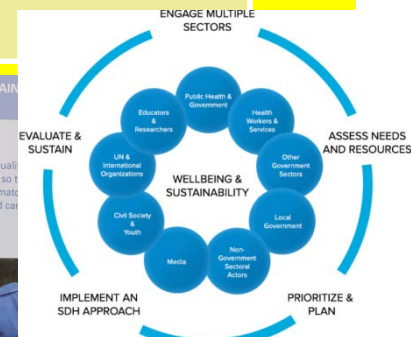 ENGAGE MULTIPLE
SECTORS
Public Health &
Government
Health
Workers &
Services
Other
Government
Sectors
Local
Government
Non-
Government
Sectoral
Actors
Media
Civil Society
&
Youth
UN &
International
Organizations
Educators
&
Researchers
WELLBEING &
SUSTAINABILITY
ASSESS NEEDS
AND RESOURCES
PRIORITIZE &
PLAN
IMPLEMENT AN
SDH APPROACH
EVALUATE &
SUSTAIN